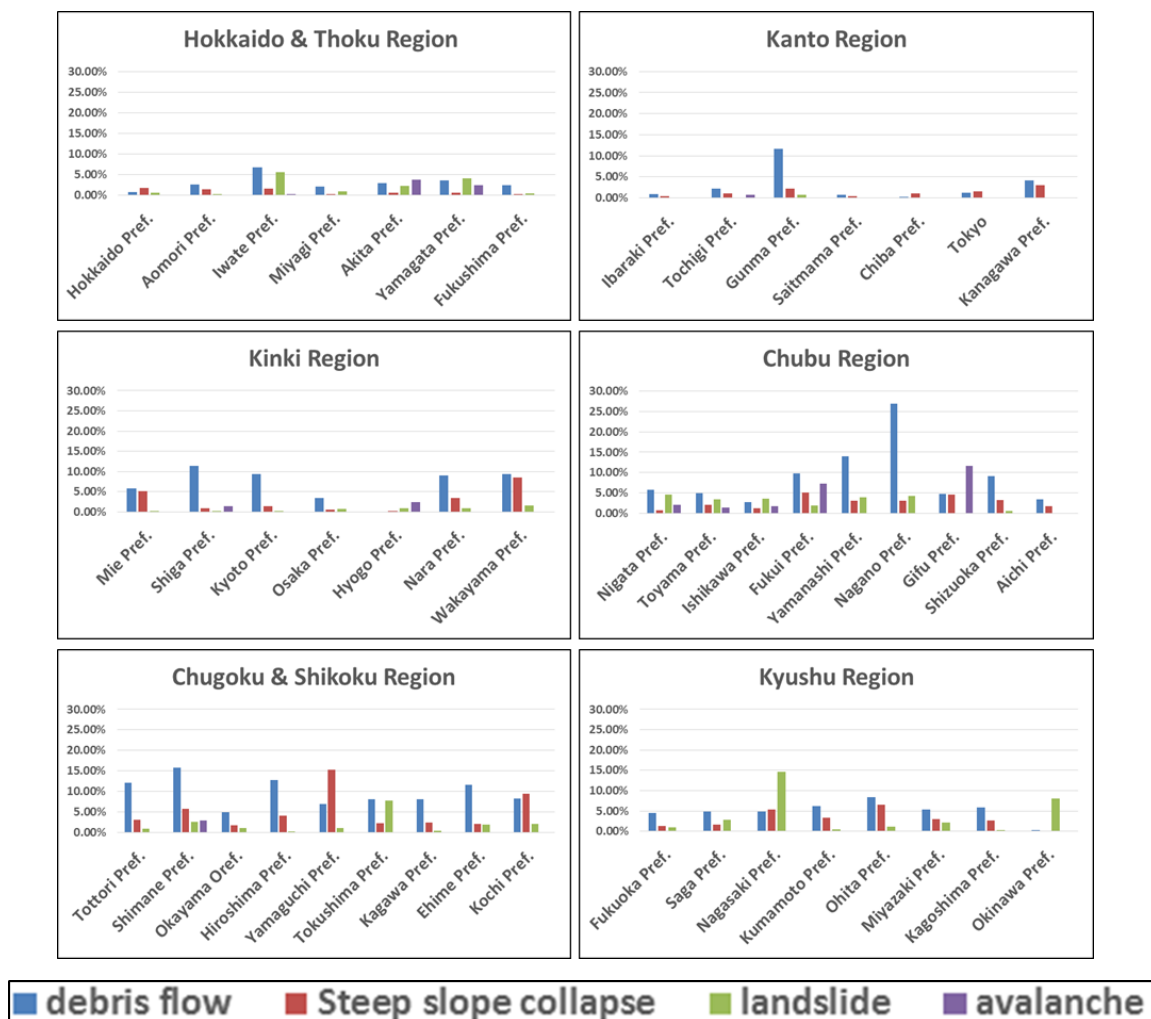 Hokkaido & Thoku Region
30.00%
25.00%
20.00%
15.00%
10.00%
5.00%
0.00%
Hokkaido Pref.
Aomori Pref.
Iwate Pref.
Miyagi Pref.
Akita Pref.
Yamagata Pref.
Fukushima Pref.
Kanto Region
30.00%
25.00%
20.00%
15.00%
10.00%
5.00%
0.00%
Ibaraki Pref.
Tochigi Pref.
Gunma Pref.
Saitmama Pref.
Chiba Pref.
Tokyo
Kanagawa Pref.
Kinki Region
30.00%
25.00%
20.00%
15.00%
10.00%
5.00%
0.00%
Mie Pref.
Shiga Pref.
Kyoto Pref.
Osaka Pref.
Hyogo Pref.
Nara Pref.
Wakayama Pref.
Chubu Region
30.00%
25.00%
20.00%
15.00%
10.00%
5.00%
0.00%
Nigata Pref.
Toyama Pref.
Ishikawa Pref.
Fukui Pref.
Yamanashi Pref.
Nagano Pref.
Gifu Pref.
Shizuoka Pref.
Aichi Pref.
Chugoku & Shikoku Region
30.00%
25.00%
20.00%
15.00%
10.00%
5.00%
0.00%
Tottori Pref.
Shimane Pref.
Okayama Oref.
Hiroshima Pref.
Yamaguchi Pref.
Tokushima Pref.
Kagawa Pref.
Ehime Pref.
Kochi Pref.
Kyushu Region
30.00%
25.00%
20.00%
15.00%
10.00%
5.00%
0.00%
Fukuoka Pref.
Saga Pref.
Nagasaki Pref.
Kumamoto Pref.
Ohita Pref.
Miyazaki Pref.
Kagoshima Pref.
Okinawa Pref.
debris flow Steep slope collapse landslide avalanche